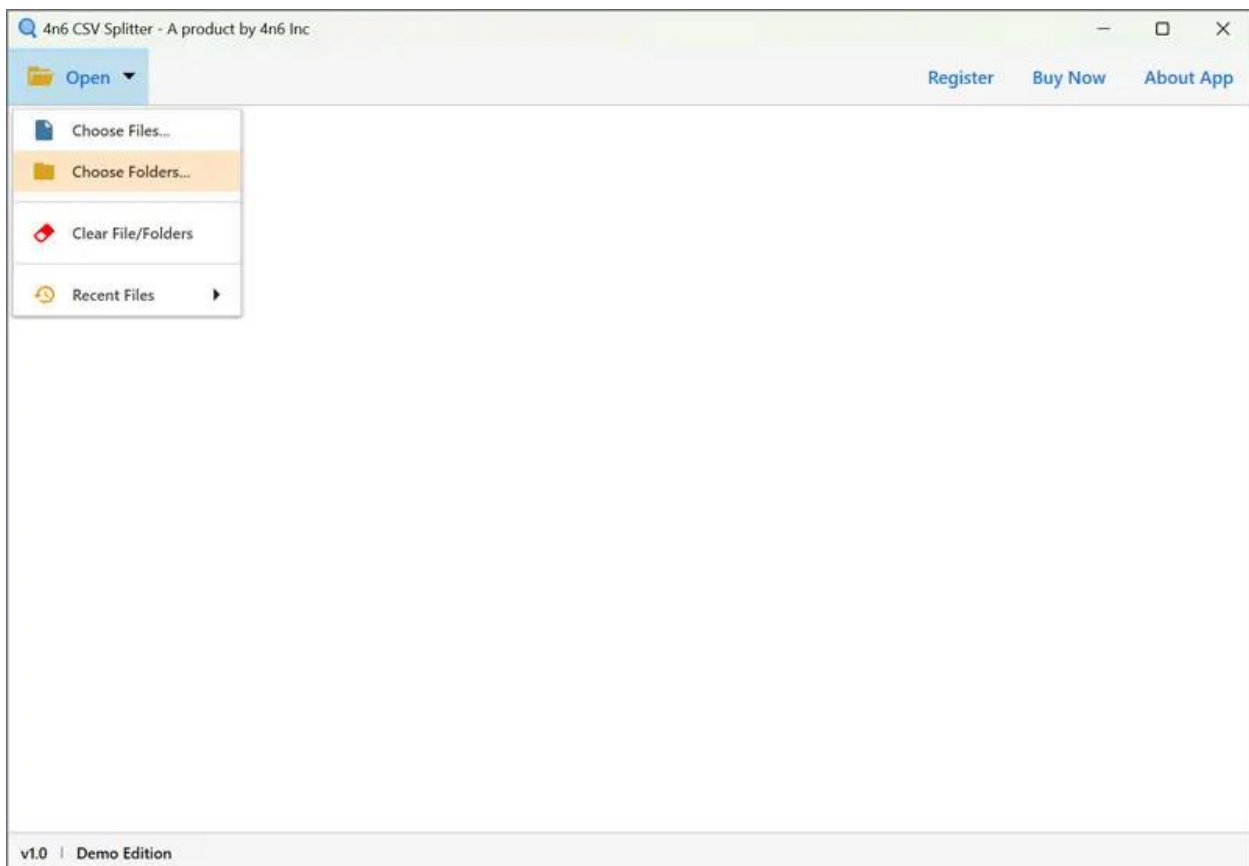 4n6 CSV Splitter - A product by 4n6 Inc
Open Register Buy Now About App
Choose Files...
Choose Folders...
Clear File/Folders
Recent Files
v1.0 | Demo Edition